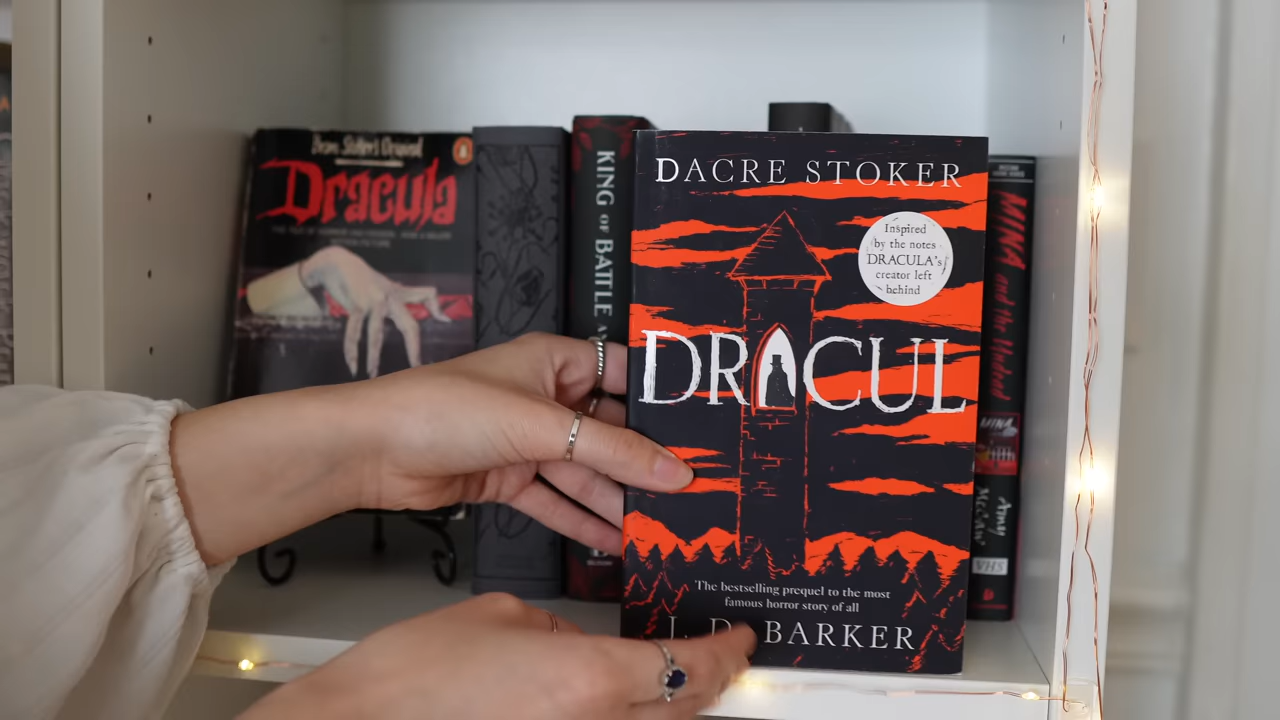 Bram Stoker's Original
Dracula
KING OF BATTLE
DACRE STOKER
Inspired
by the notes
DRACULA's
creator left
behind
DRACUL
The bestselling prequel to the most
famous horror story of all
J. D. BARKER
MINA and the Undead
MINA
Amy
McCaw
VHS